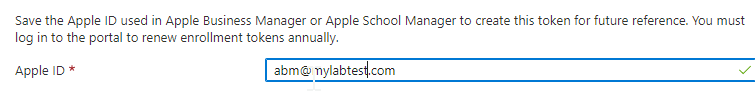 Save the Apple ID used in Apple Business Manager or Apple School Manager to create this token for future reference. You must
log in to the portal to renew enrollment tokens annually.
Apple ID *
abm@mylabtest.com